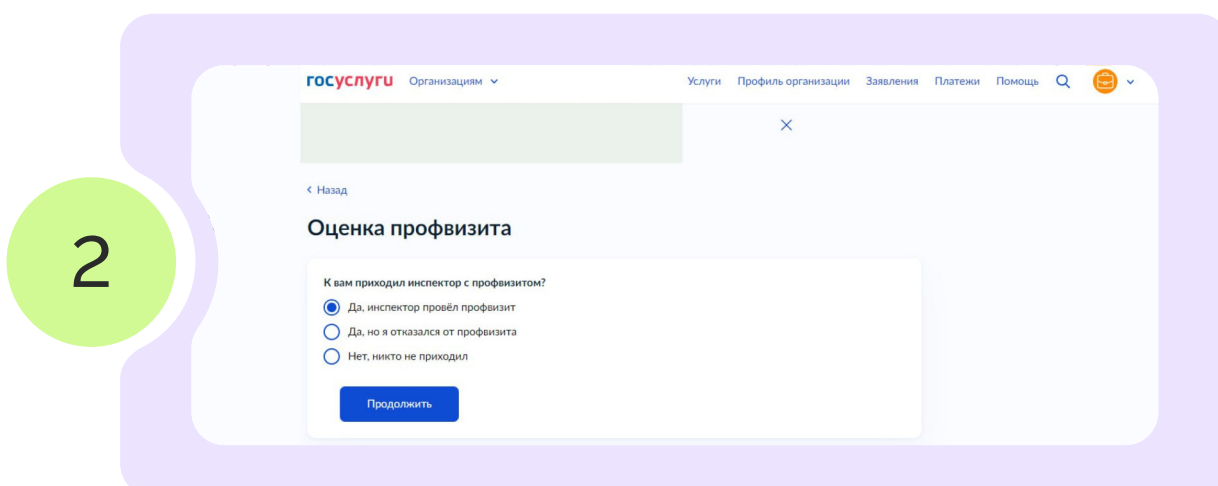 госуслуги Организациям Услуги Профиль организации Заявления Платежи Помощь
Назад
Оценка профвизита
2
К вам приходил инспектор с профвизитом?
Да, инспектор провёл профвизит
Да, но я отказался от профвизита
Нет, никто не приходил
Продолжить